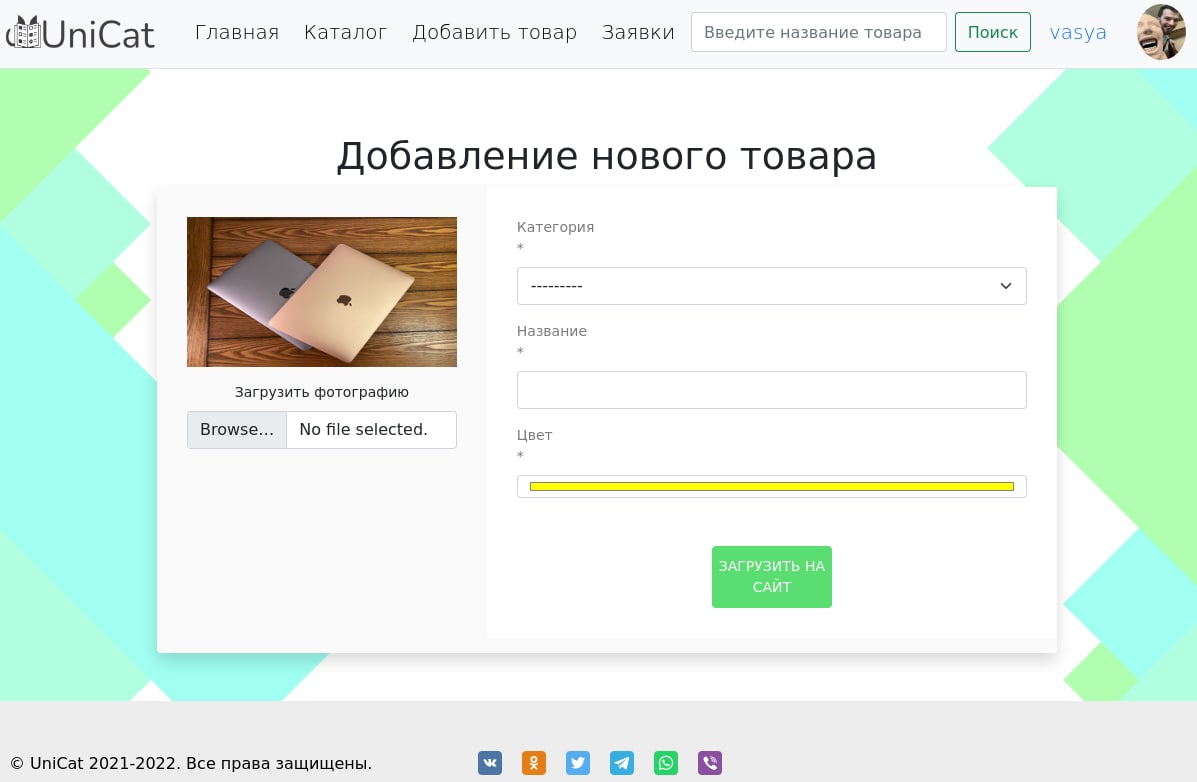 UniCat
Главная Каталог Добавить товар Заявки Введите название товара Поиск vasya
Добавление нового товара
Загрузить фотографию
Browse... No file selected.
Категория
*
---------
Название
*
Цвет
*
ЗАГРУЗИТЬ НА
САЙТ
© UniCat 2021-2022. Все права защищены.